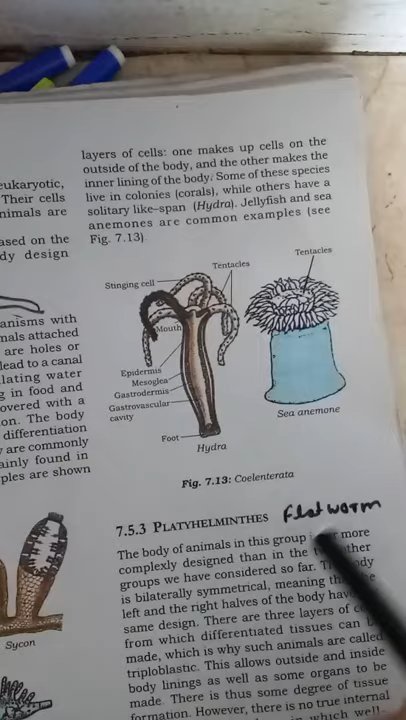 eukaryotic,
Their cells
nimals are
ased on the
dy design
anisms with
mals attached
are holes or
lead to a canal
lating water
g in food and
overed with a
on. The body
differentiation
y are commonly
ainly found in
ples are shown
Sycon
layers of cells: one makes up cells on the
outside of the body, and the other makes the
inner lining of the body. Some of these species
live in colonies (corals), while others have a
solitary like–span (Hydra). Jellyfish and sea
anemones are common examples (see
Fig. 7.13)
Tentacles
Tentacles
Stinging cell
Mouth
Epidermis
Mesoglea
Gastrodermis
Gastrovascular
cavity
Foot
Hydra
Sea anemone
Fig. 7.13: Coelenterata
7.5.3 PLATYHELMINTHES flatworm
The body of animals in this group more
complexly designed than in the other
groups we have considered so far. body
is bilaterally symmetrical, meaning
left and the right halves of the body have
same design. There are three layers of
from which differentiated tissues can
made, which is why such animals are called
triploblastic. This allows outside and inside
body linings as well as some organs to be
made. There is thus some degree of tissue
formation. However, there is no true internal
in which well-